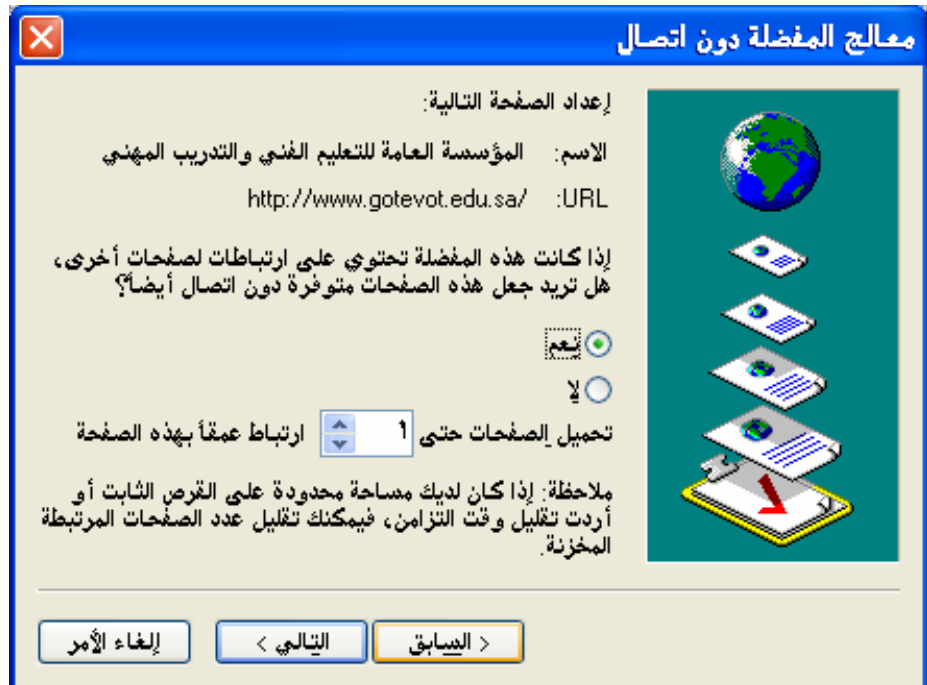 معالج المفضلة دون اتصال
إعداد الصفحة التالية:
الاسم: المؤسسة العامة للتعليم الفني والتدريب المهني
URL: http://www.gotevot.edu.sa/
إذا كانت هذه المفضلة تحتوي على ارتباطات لصفحات أخرى،
هل تريد جعل هذه الصفحات متوفرة دون اتصال أيضاً؟
نعم
لا
تحميل الصفحات حتى ١ ارتباط عمقاً بهذه الصفحة
ملاحظة: إذا كان لديك مساحة محدودة على القرص الثابت أو
أردت تقليل وقت التزامن، فيمكنك تقليل عدد الصفحات المرتبطة
المخزنة.
< السابق التالي > إلغاء الأمر